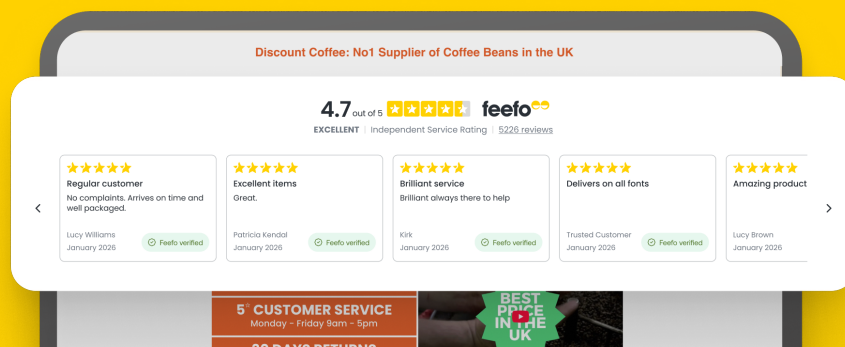 Discount Coffee: No1 Supplier of Coffee Beans in the UK
4.7 out of 5 feefo
EXCELLENT | Independent Service Rating | 5226 reviews
Regular customer
No complaints. Arrives on time and
well packaged.
Lucy Williams
January 2026
Feefo verified
Excellent items
Great.
Patricia Kendal
January 2026
Feefo verified
Brilliant service
Brilliant always there to help
Kirk
January 2026
Feefo verified
Delivers on all fonts
Trusted Customer
January 2026
Feefo verified
Amazing product
Lucy Brown
January 2026
5* CUSTOMER SERVICE
Monday - Friday 9am - 5pm
30 DAYS RETURNS
BEST
PRICE
IN THE
UK